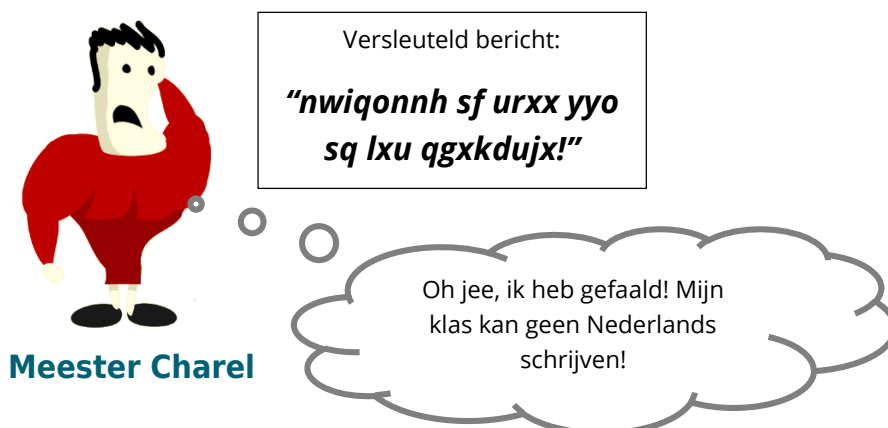 Versleuteld bericht:
“nwiqonnh sf urxx yyo
sq lxu qgxkdujx!”
Oh jee, ik heb gefaald! Mijn
klas kan geen Nederlands
schrijven!
Meester Charel